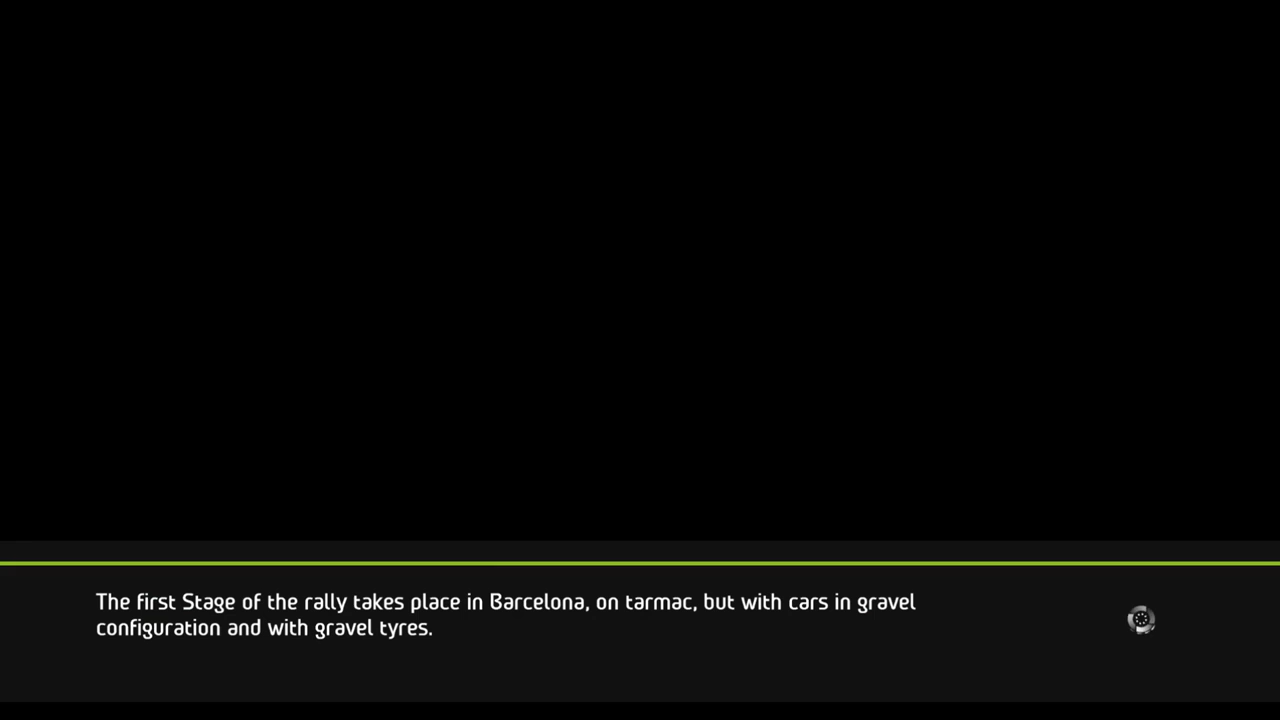 The first Stage of the rally takes place in Barcelona, on tarmac, but with cars in gravel
configuration and with gravel tyres.